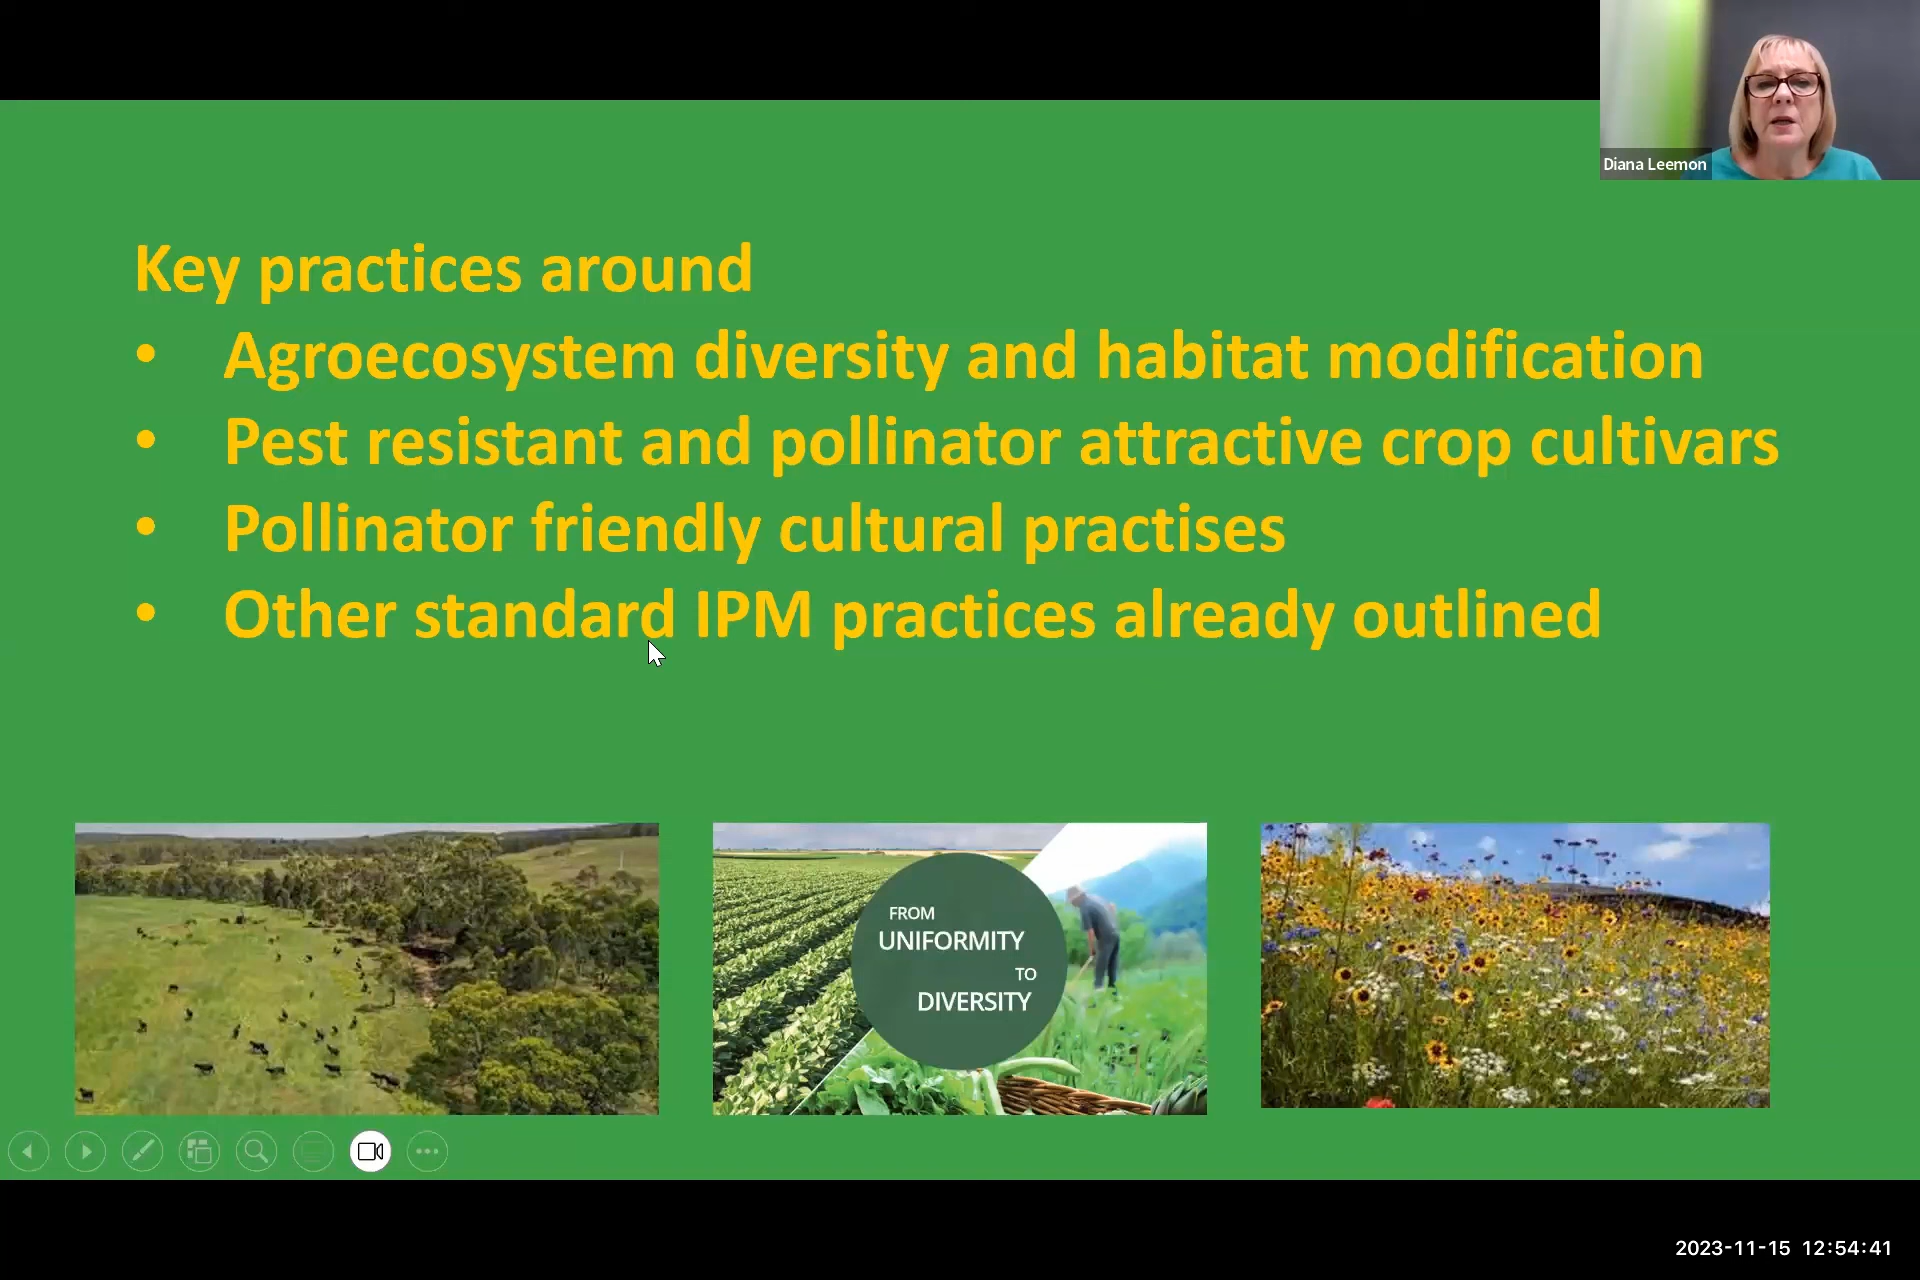 Diana Leemon
Key practices around
• Agroecosystem diversity and habitat modification
• Pest resistant and pollinator attractive crop cultivars
• Pollinator friendly cultural practises
• Other standard IPM practices already outlined
FROM
UNIFORMITY
TO
DIVERSITY
2023-11-15 12:54:41